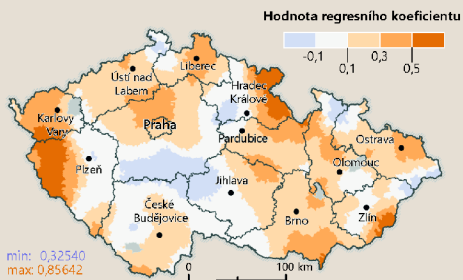 Hodnota regresního koeficientu
-0,1
0,1
0,3
0,5
Liberec
Ústí nad
Labem
Hradec
Králové
Karlovy
Vary
Praha
Pardubice
Ostrava
Plzeň
Olomouc
Jihlava
České
Budějovice
Brno
Zlín
min: 0,32540
max: 0,85642
0
100 km